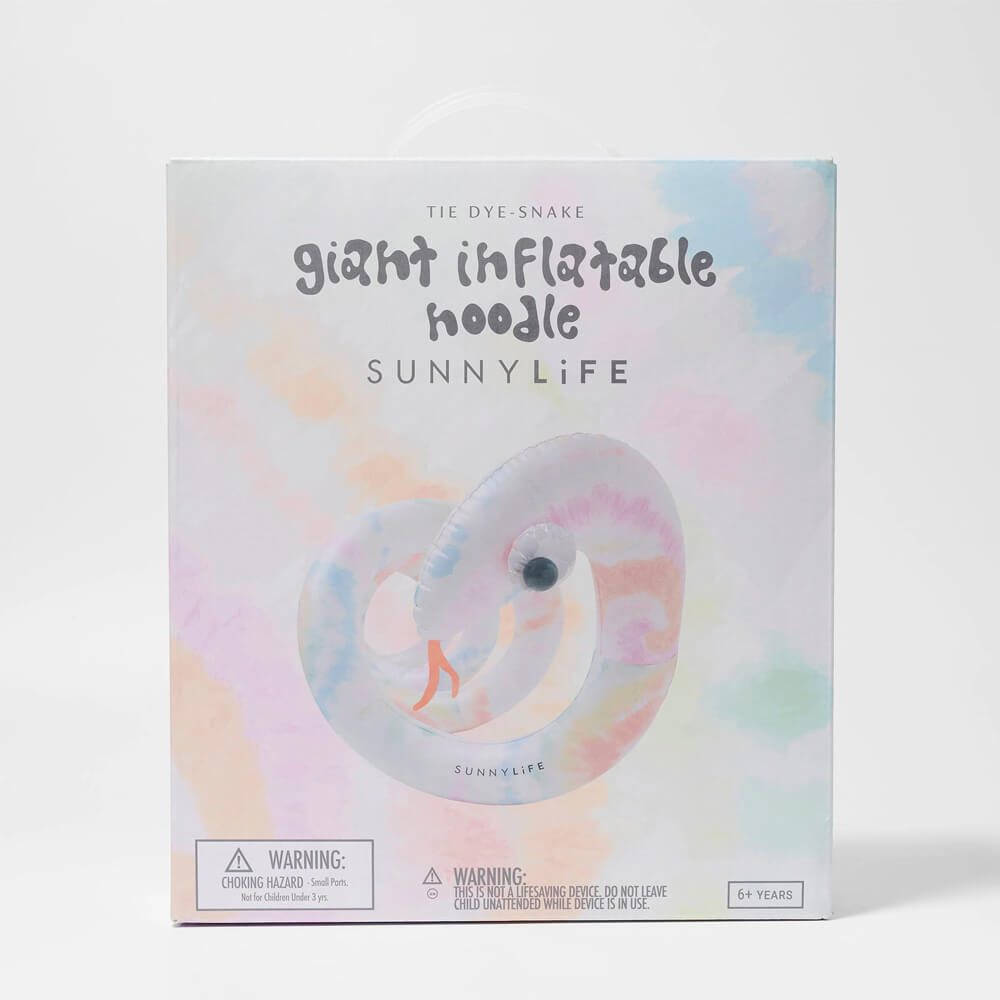 TIE DYE-SNAKE
giant inflatable
noodle
SUNNYLiFE
SUNNYLiFE
WARNING:
CHOKING HAZARD - Small Parts.
Not for Children Under 3 yrs.
WARNING:
THIS IS NOT A LIFESAVING DEVICE. DO NOT LEAVE
CHILD UNATTENDED WHILE DEVICE IS IN USE.
6+ YEARS